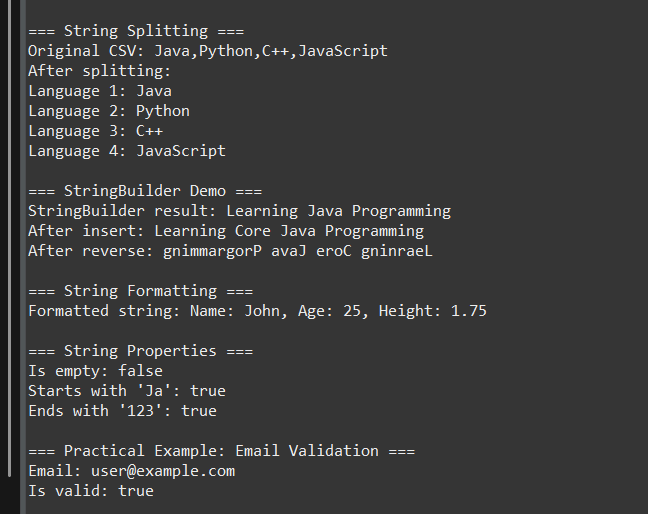 === String Splitting ===
Original CSV: Java,Python,C++,JavaScript
After splitting:
Language 1: Java
Language 2: Python
Language 3: C++
Language 4: JavaScript
=== StringBuilder Demo ===
StringBuilder result: Learning Java Programming
After insert: Learning Core Java Programming
After reverse: gnimmargorP avaJ eroC gninraeL
=== String Formatting ===
Formatted string: Name: John, Age: 25, Height: 1.75
=== String Properties ===
Is empty: false
Starts with 'Ja': true
Ends with '123': true
=== Practical Example: Email Validation ===
Email: user@example.com
Is valid: true